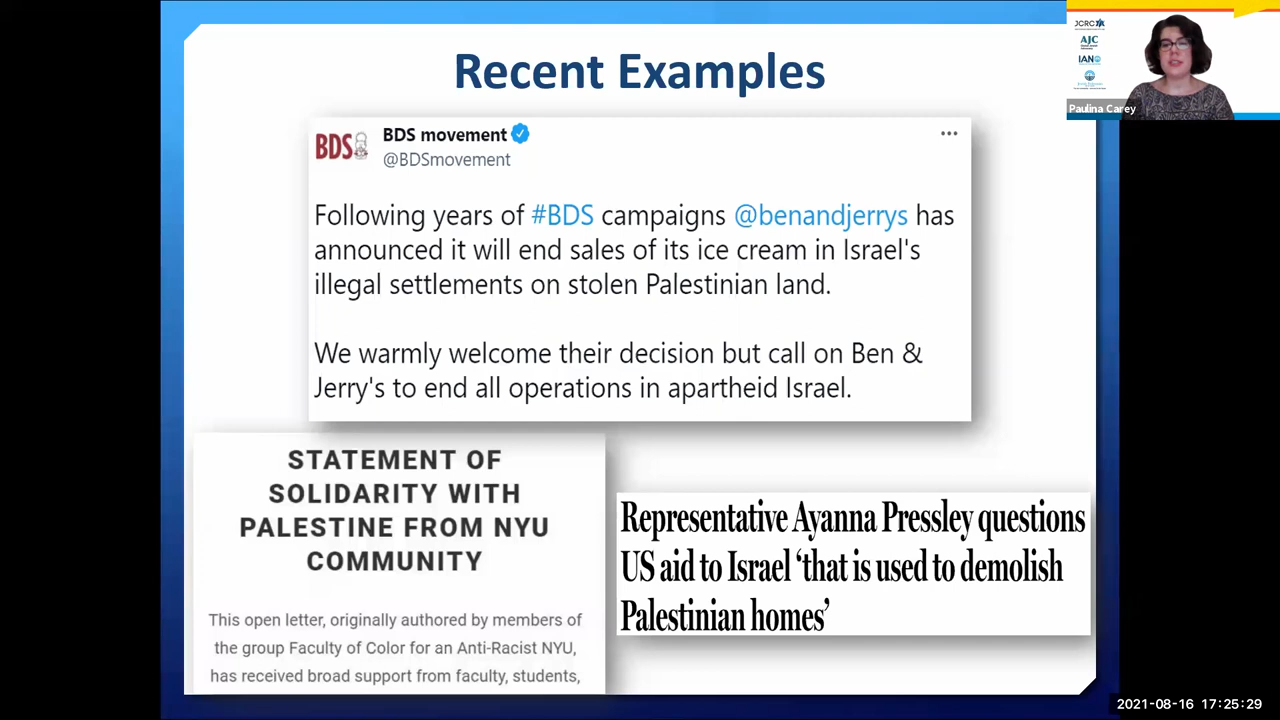 Recent Examples
BDS
BDS movement
@BDSmovement
Following years of #BDS campaigns @benandjerrys has
announced it will end sales of its ice cream in Israel's
illegal settlements on stolen Palestinian land.
We warmly welcome their decision but call on Ben &
Jerry's to end all operations in apartheid Israel.
STATEMENT OF
SOLIDARITY WITH
PALESTINE FROM NYU
COMMUNITY
This open letter, originally authored by members of
the group Faculty of Color for an Anti-Racist NYU,
has received broad support from faculty, students,
Representative Ayanna Pressley questions
US aid to Israel ‘that is used to demolish
Palestinian homes’
JCRC
AJC
IAN
Paulina Carey
2021-08-16 17:25:29